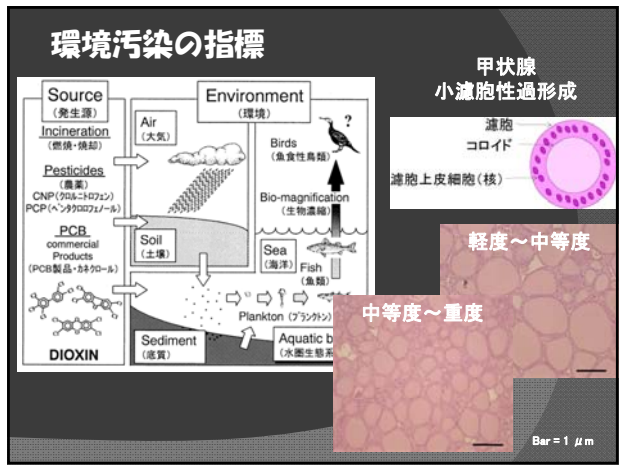 環境汚染の指標
Source
(発生源)
Incineration
(燃焼・焼却)
Pesticides
(農薬)
CNP(クロルニトロフェン)
PCP(ペンタクロロフェノール)
PCB
commercial
Products
(PCB製品・カネクロール)
DIOXIN
Environment
(環境)
Air
(大気)
?
Birds
(魚食性鳥類)
Bio-magnification
(生物濃縮)
Soil
(土壌)
Sea
(海洋)
Fish
(魚類)
Plankton (プランクトン)
Sediment
(底質)
Aquatic b
(水圏生態系
甲状腺
小濾胞性過形成
濾胞
コロイド
濾胞上皮細胞(核)
軽度~中等度
中等度~重度
Bar = 1 μm